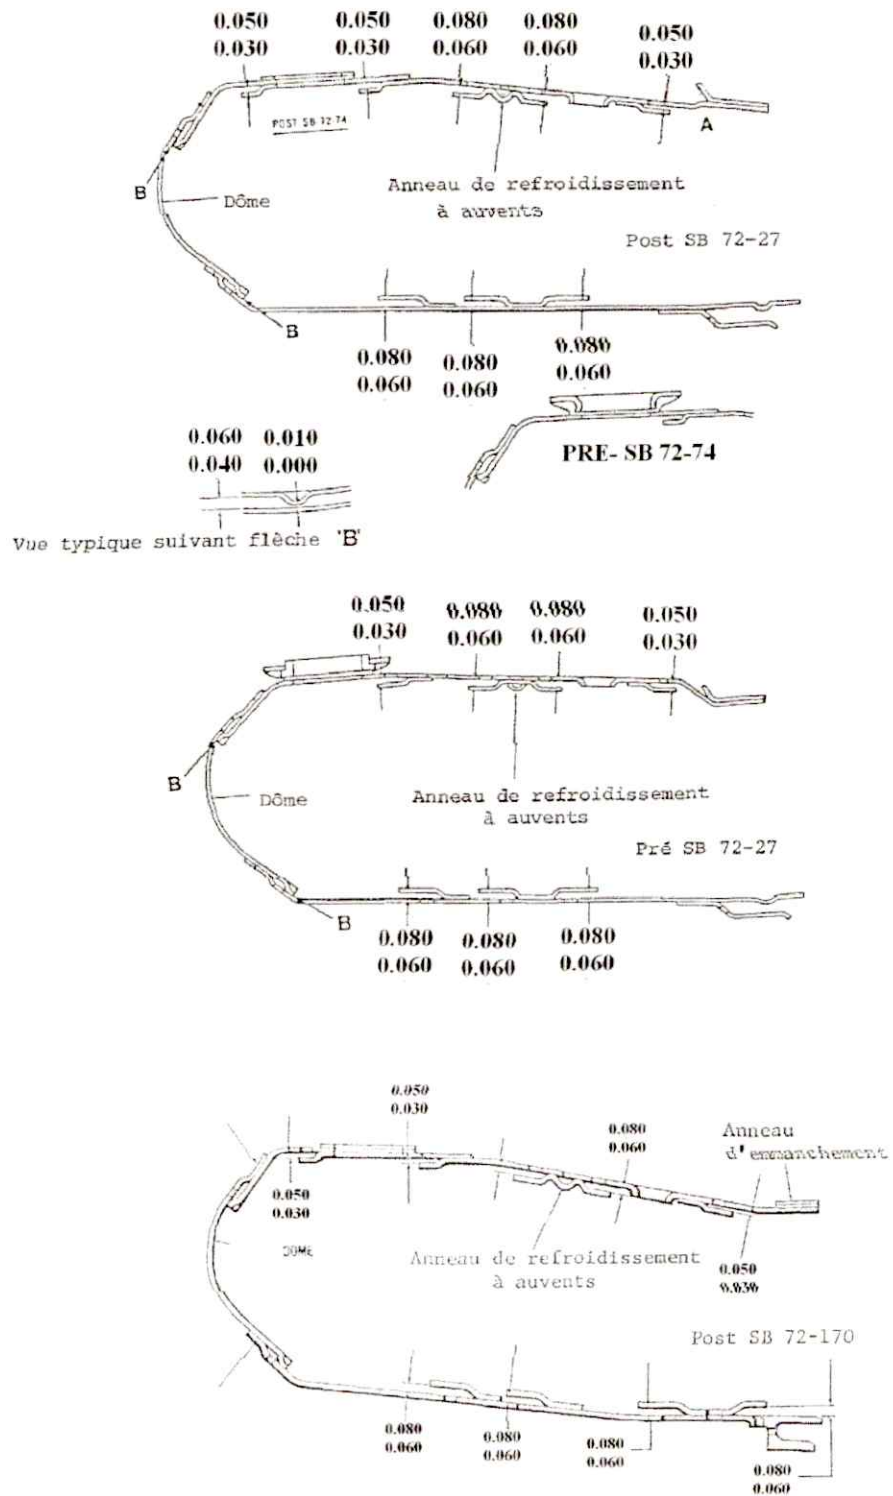 0.050 0.050 0.080 0.080 0.050
0.030 0.030 0.060 0.060 0.030
POST SB 72-74
A
B
Dôme
Anneau de refroidissement
à auvents
Post SB 72-27
B
0.080 0.080 0.080
0.060 0.060 0.060
0.060 0.010
0.040 0.000
PRE- SB 72-74
Vue typique suivant flèche 'B'
0.050 0.080 0.080 0.050
0.030 0.060 0.060 0.030
B
Dôme
Anneau de refroidissement
à auvents
Pré SB 72-27
B
0.080 0.080 0.080
0.060 0.060 0.060
0.050
0.030
0.080
0.060
Anneau
d'emmanchement
0.050
0.030
DOME
Anneau de refroidissement
à auvents
0.050
0.030
Post SB 72-170
0.080 0.080 0.080 0.080
0.060 0.060 0.060 0.060